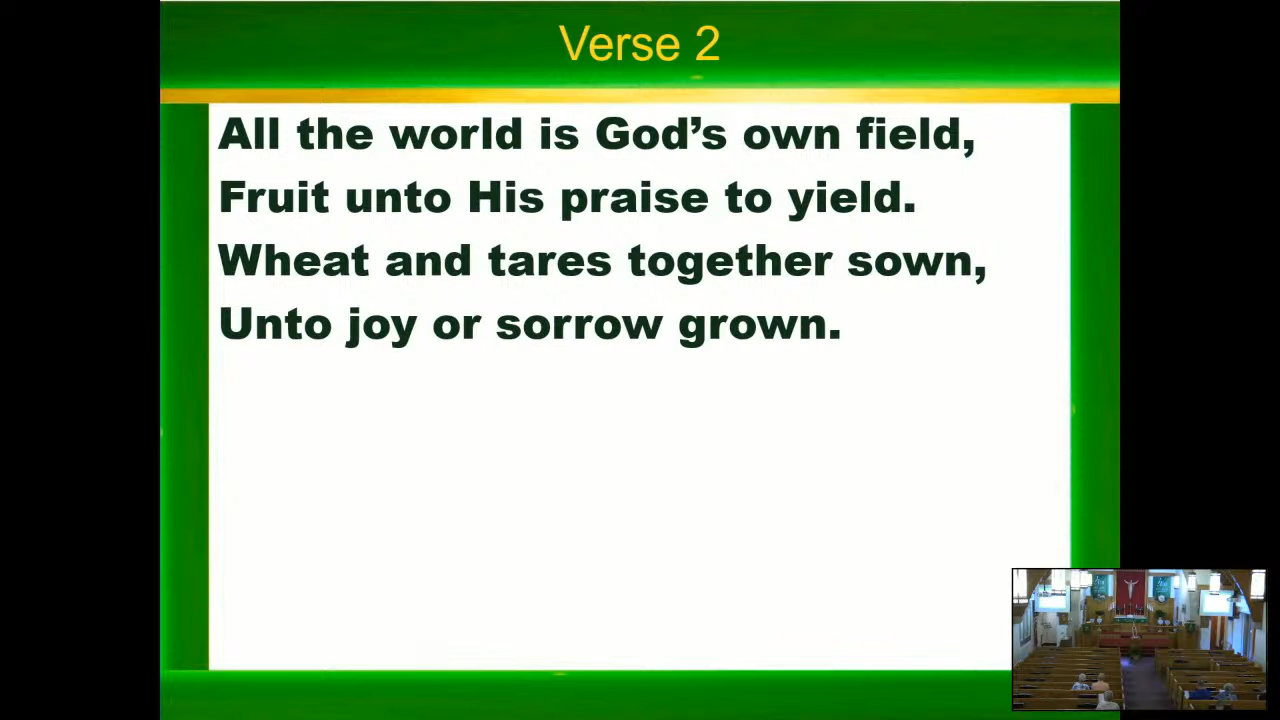 Verse 2
All the world is God’s own field,
Fruit unto His praise to yield.
Wheat and tares together sown,
Unto joy or sorrow grown.